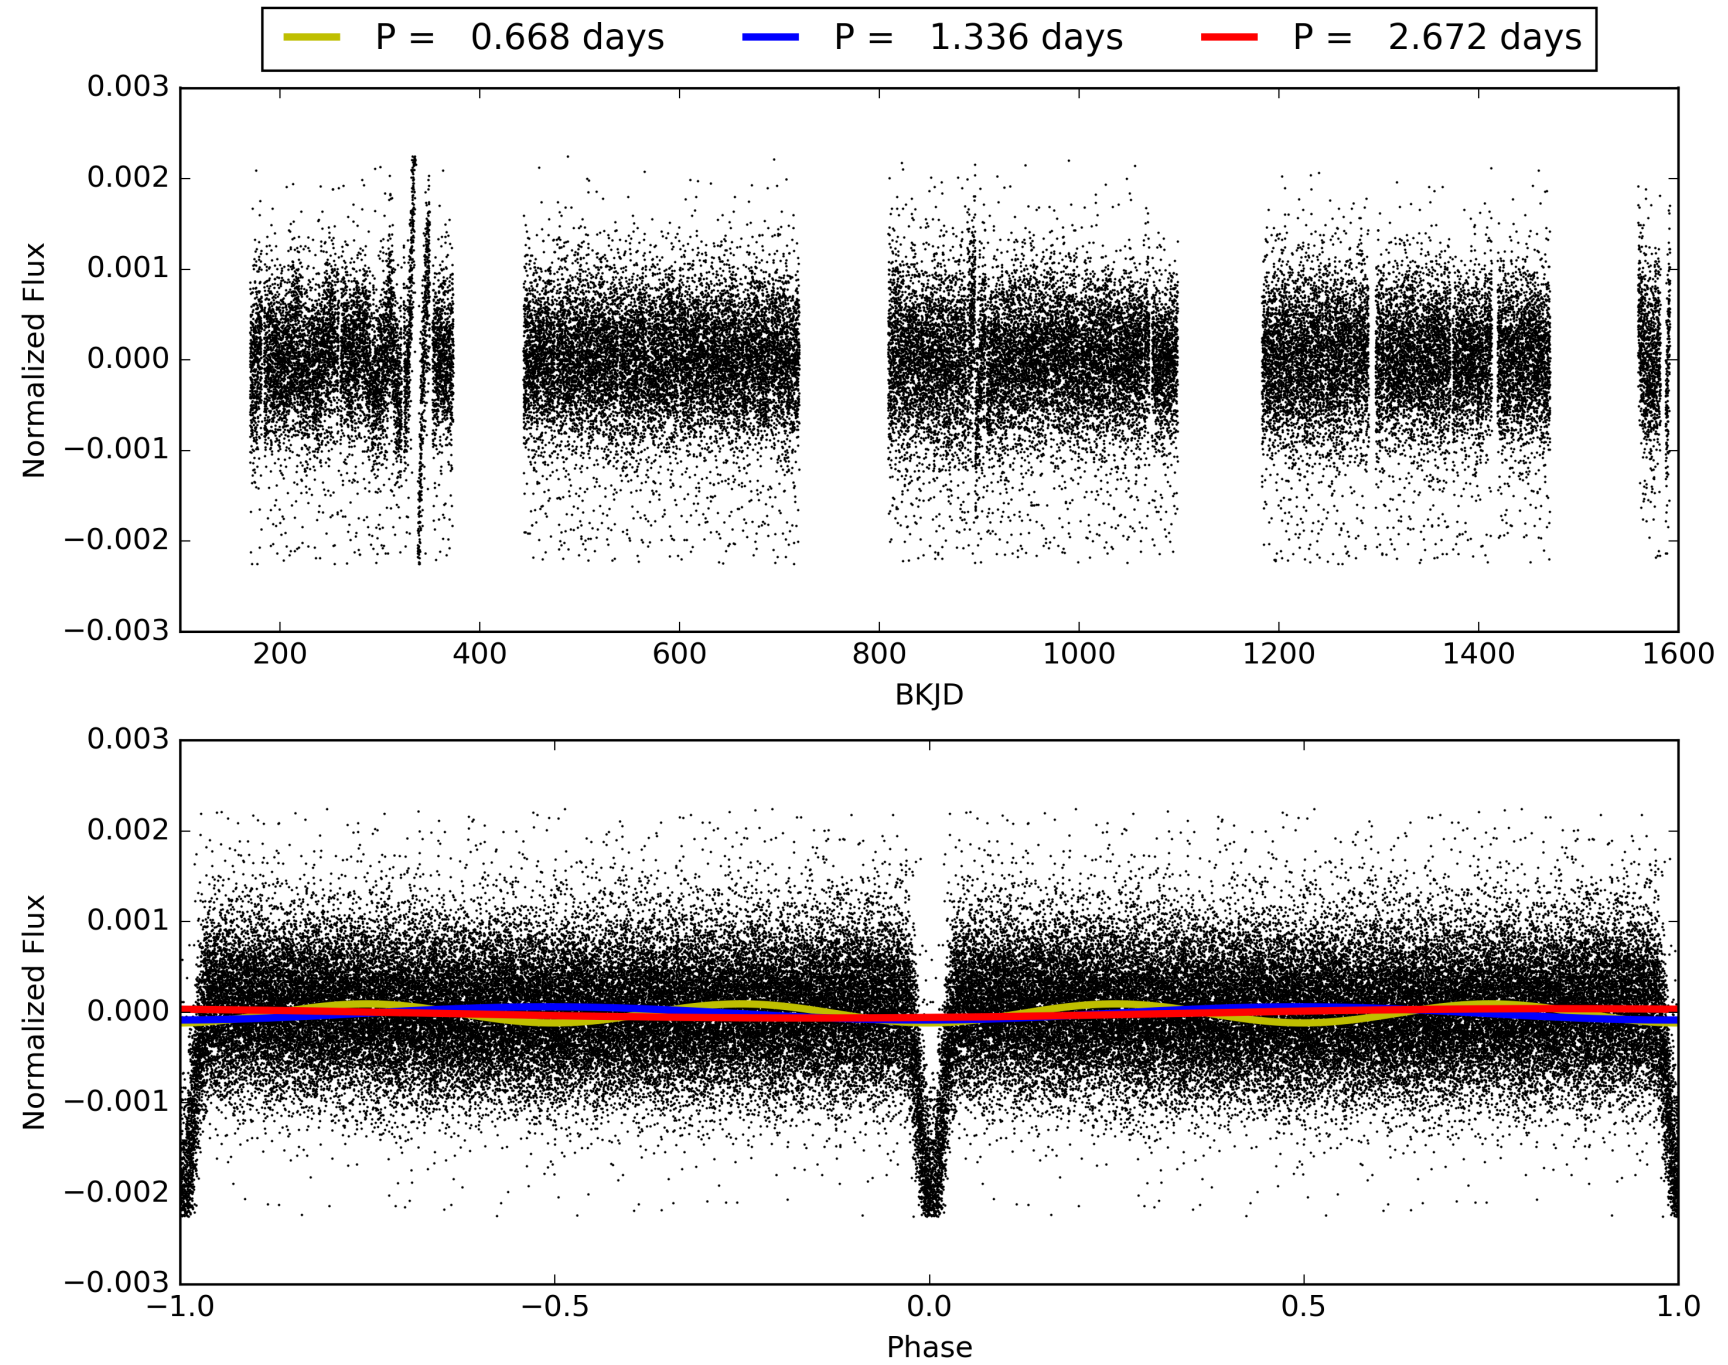 P = 0.668 days P = 1.336 days P = 2.672 days
0.003
0.002
0.001
0.000
−0.001
−0.002
−0.003
Normalized Flux
200 400 600 800 1000 1200 1400 1600
BKJD
0.003
0.002
0.001
0.000
−0.001
−0.002
−0.003
Normalized Flux
−1.0 −0.5 0.0 0.5 1.0
Phase